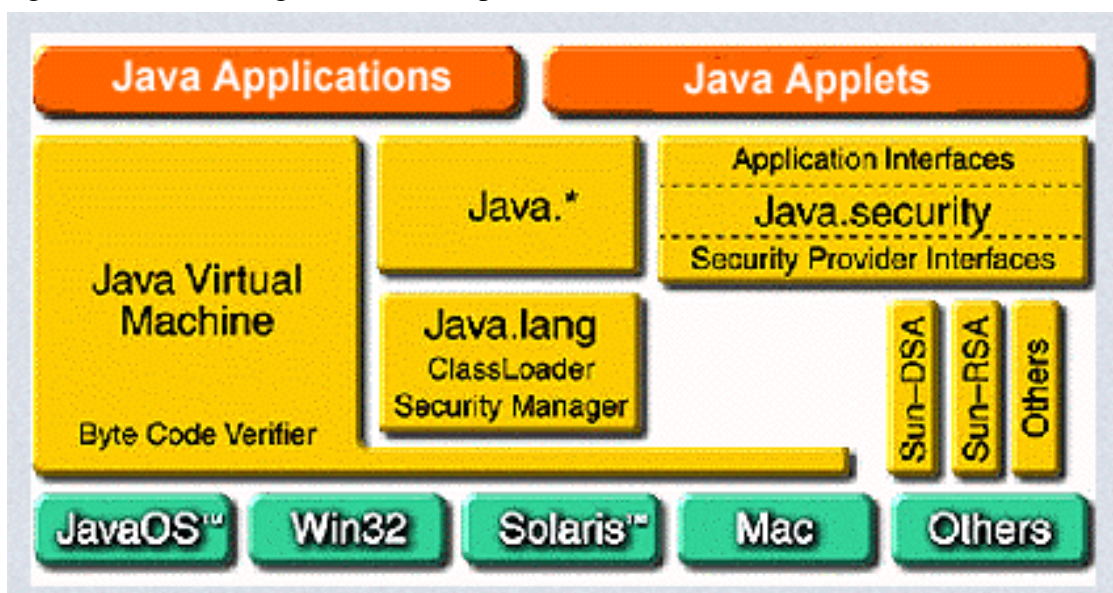 Java Applications
Java Applets
Java Virtual
Machine
Byte Code Verifier
Java.*
Java.lang
ClassLoader
Security Manager
Application Interfaces
Java.security
Security Provider Interfaces
Sun-DSA
Sun-RSA
Others
JavaOS™
Win32
Solaris™
Mac
Others